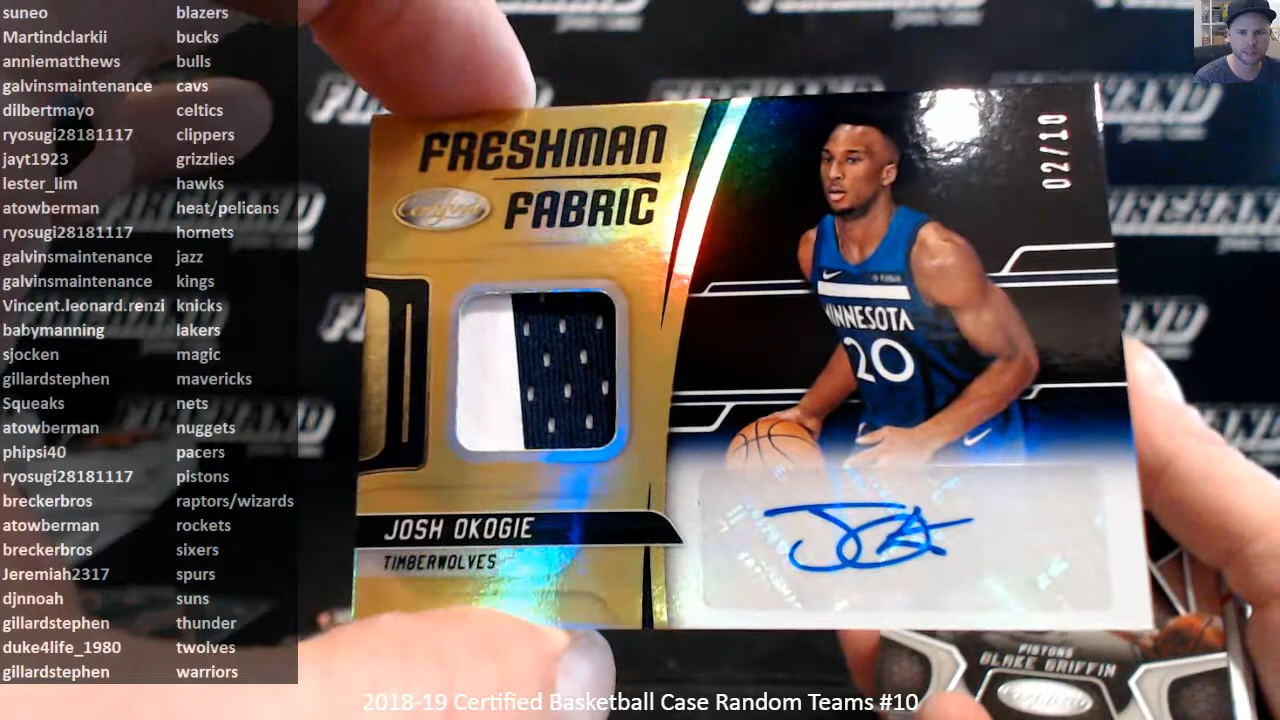 suneo blazers
Martindclarkii bucks
anniematthews bulls
galvinsmaintenance cavs
dilbertmayo celtics
ryosugi28181117 clippers
jayt1923 grizzlies
lester_lim hawks
atowberman heat/pelicans
ryosugi28181117 hornets
galvinsmaintenance jazz
galvinsmaintenance kings
Vincent.leonard.renzi knicks
babymanning lakers
sjocken magic
gillardstephen mavericks
Squeaks nets
atowberman nuggets
phipsi40 pacers
ryosugi28181117 pistons
breckerbros raptors/wizards
atowberman rockets
breckerbros sixers
Jeremiah2317 spurs
djnnoah suns
gillardstephen thunder
duke4life_1980 twolves
gillardstephen warriors
FRESHMAN
Certified FABRIC
02/10
MINNESOTA
20
JOSH OKOGIE
TIMBERWOLVES
PISTONS
BLAKE GRIFFIN
2018-19 Certified Basketball Case Random Teams #10